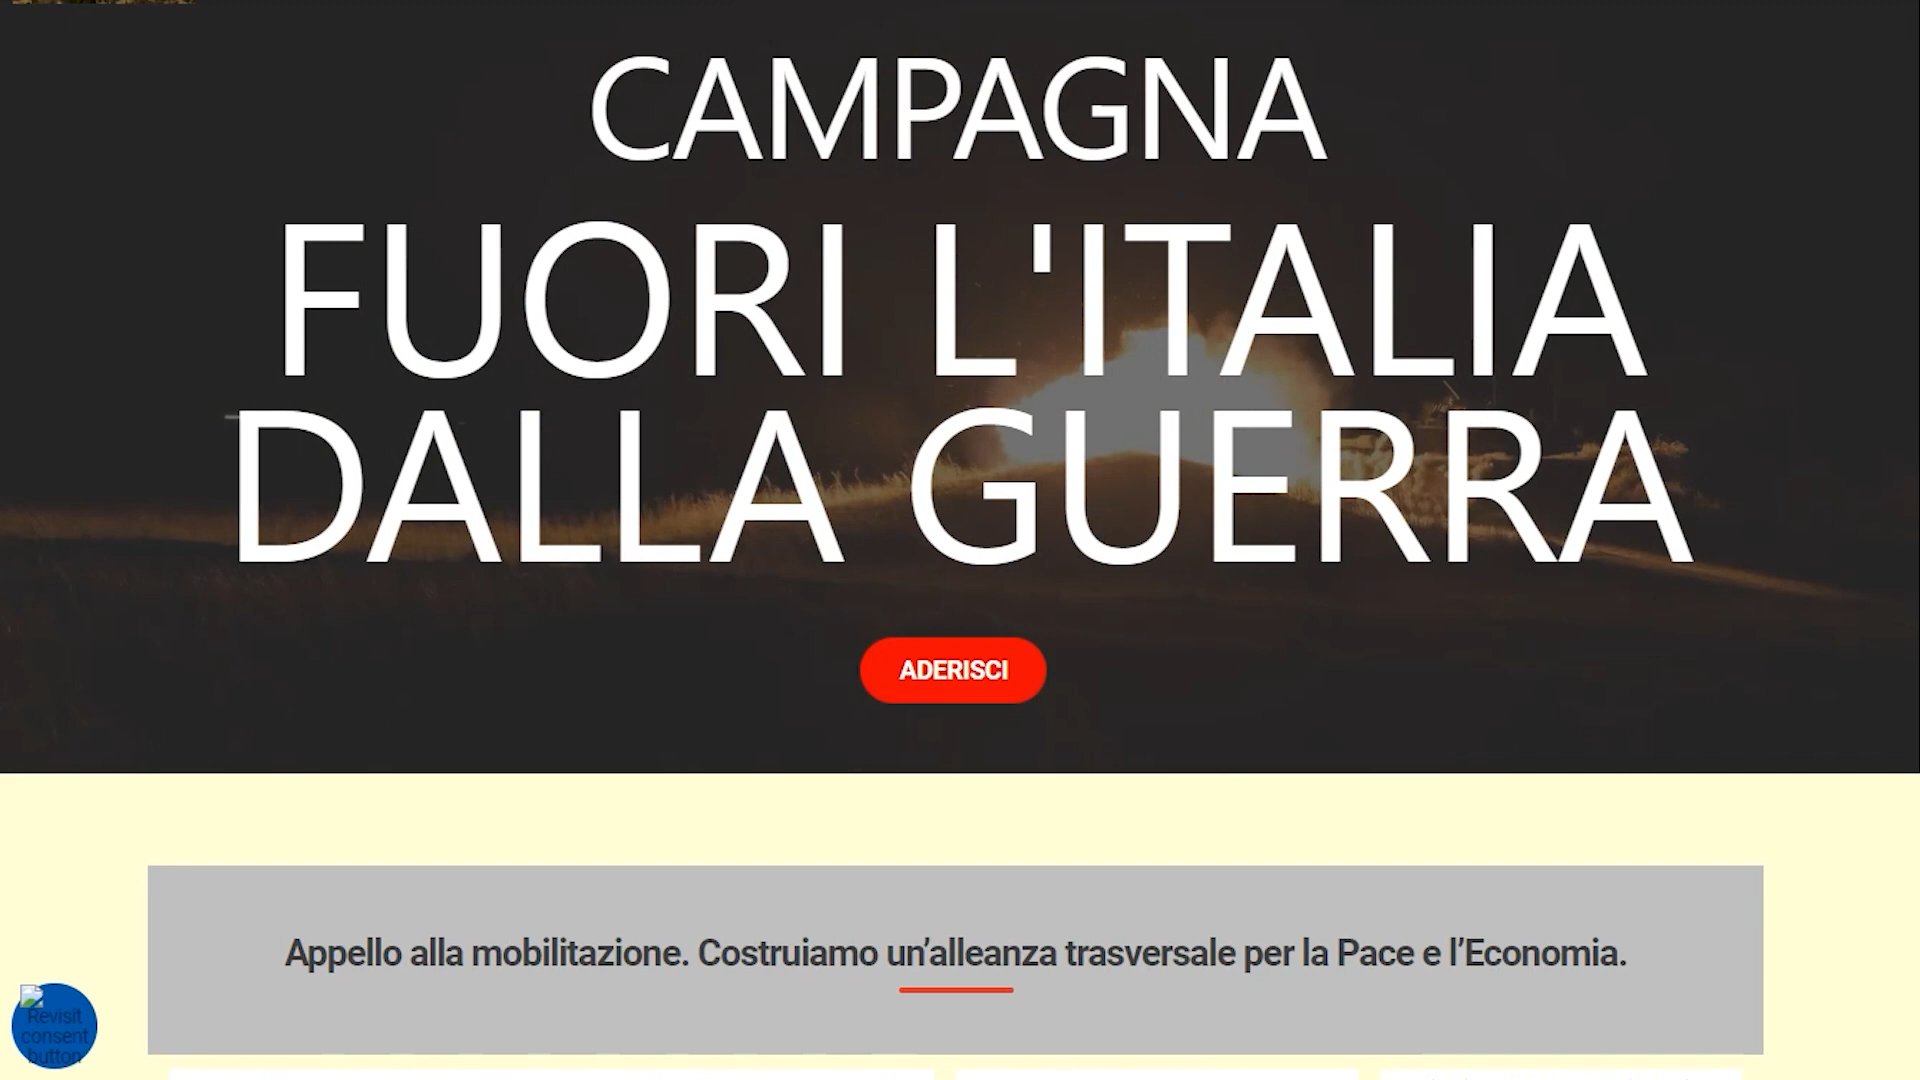 CAMPAGNA
FUORI L'ITALIA
DALLA GUERRA
ADERISCI
Appello alla mobilitazione. Costruiamo un’alleanza trasversale per la Pace e l’Economia.
Revisit
consent
button